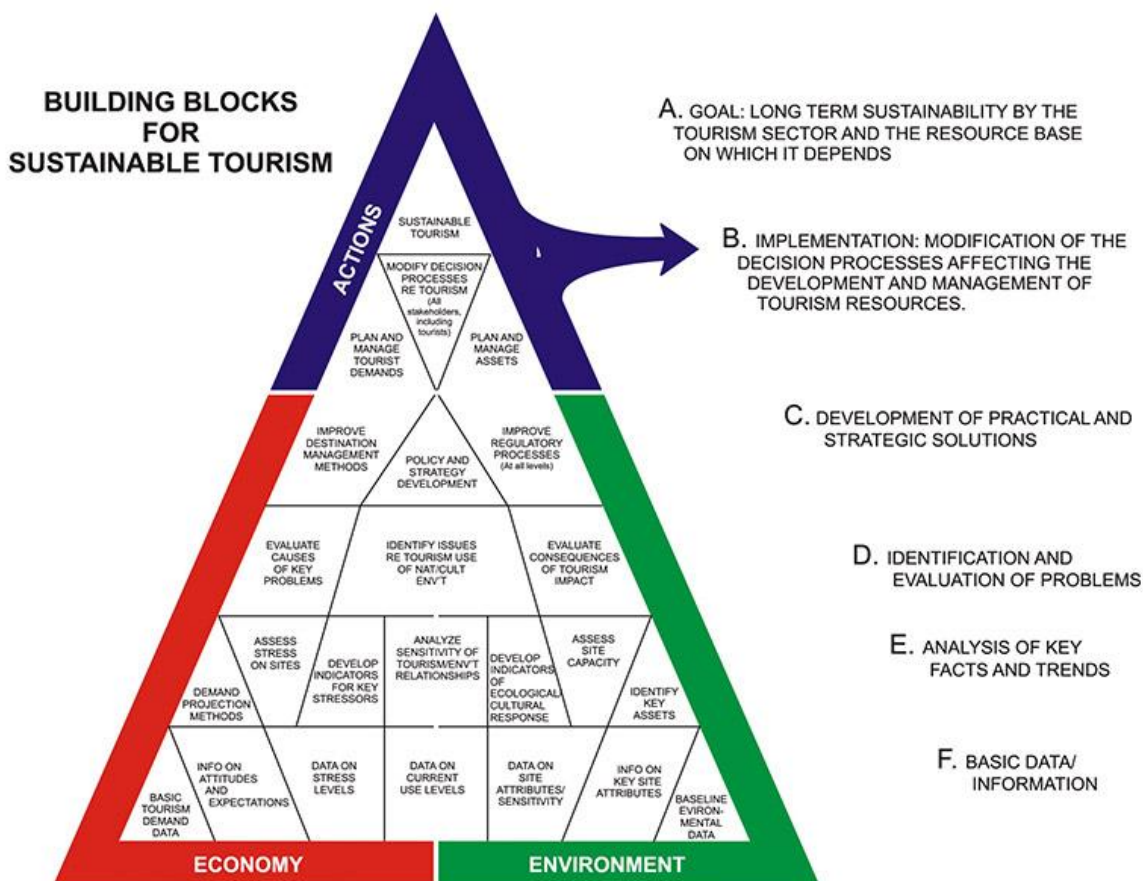 BUILDING BLOCKS
FOR
SUSTAINABLE TOURISM
A. GOAL: LONG TERM SUSTAINABILITY BY THE
TOURISM SECTOR AND THE RESOURCE BASE
ON WHICH IT DEPENDS
ACTIONS
SUSTAINABLE
TOURISM
B. IMPLEMENTATION: MODIFICATION OF THE
DECISION PROCESSES AFFECTING THE
DEVELOPMENT AND MANAGEMENT OF
TOURISM RESOURCES.
MODIFY DECISION
PROCESSES
RE TOURISM
(All
stakeholders,
including
tourists)
PLAN AND
MANAGE
TOURIST
DEMANDS
PLAN AND
MANAGE
ASSETS
C. DEVELOPMENT OF PRACTICAL AND
STRATEGIC SOLUTIONS
IMPROVE
DESTINATION
MANAGEMENT
METHODS
POLICY AND
STRATEGY
DEVELOPMENT
IMPROVE
REGULATORY
PROCESSES
(At all levels)
D. IDENTIFICATION AND
EVALUATION OF PROBLEMS
EVALUATE
CAUSES
OF KEY
PROBLEMS
IDENTIFY ISSUES
RE TOURISM USE
OF NAT/CULT
ENV'T
EVALUATE
CONSEQUENCES
OF TOURISM
IMPACT
E. ANALYSIS OF KEY
FACTS AND TRENDS
DEMAND
PROJECTION
METHODS
ASSESS
STRESS
ON SITES
DEVELOP
INDICATORS
FOR KEY
STRESSORS
ANALYZE
SENSITIVITY OF
TOURISM/ENV'T
RELATIONSHIPS
DEVELOP
INDICATORS
OF
ECOLOGICAL/
CULTURAL
RESPONSE
ASSESS
SITE
CAPACITY
IDENTIFY
KEY
ASSETS
F. BASIC DATA/
INFORMATION
BASIC
TOURISM
DEMAND
DATA
INFO ON
ATTITUDES
AND
EXPECTATIONS
DATA ON
STRESS
LEVELS
DATA ON
CURRENT
USE LEVELS
DATA ON
SITE
ATTRIBUTES/
SENSITIVITY
INFO ON
KEY SITE
ATTRIBUTES
BASELINE
EVIRON-
MENTAL
DATA
ECONOMY
ENVIRONMENT